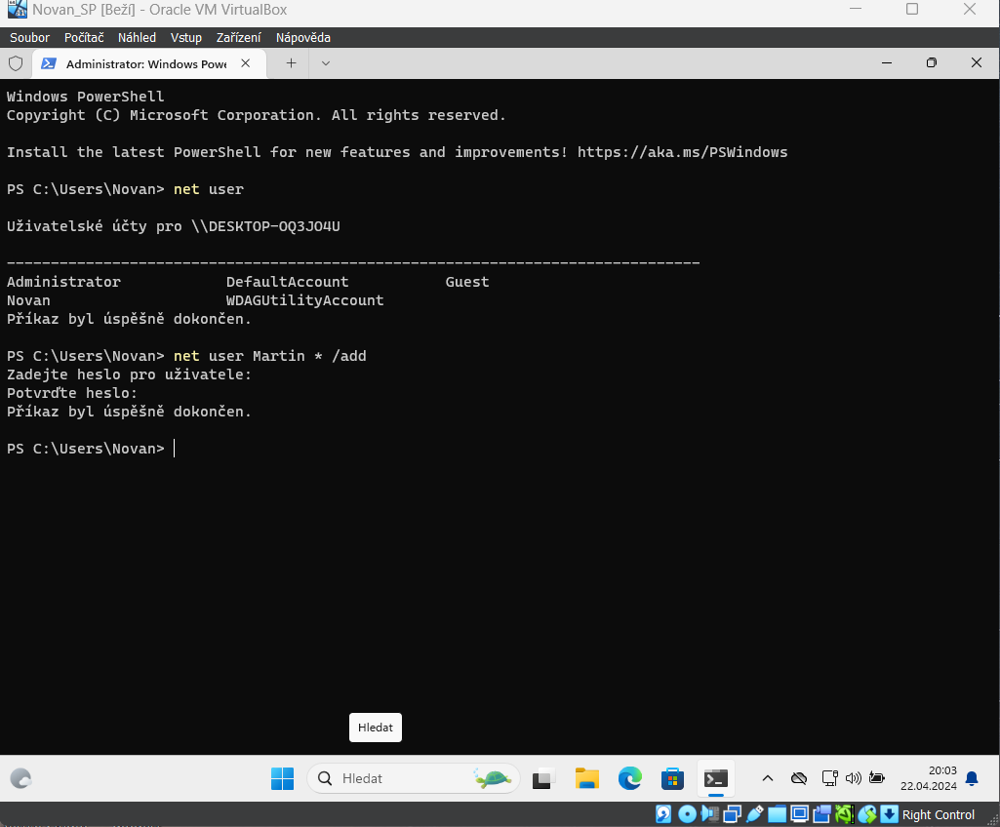 Novan_SP [Beží] - Oracle VM VirtualBox
Soubor Počítač Náhled Vstup Zařízení Nápověda
Administrator: Windows Powe
Windows PowerShell
Copyright (C) Microsoft Corporation. All rights reserved.
Install the latest PowerShell for new features and improvements! https://aka.ms/PSWindows
PS C:\Users\Novan> net user
Uživatelské účty pro \\DESKTOP-OQ3JO4U
-------------------------------------------------------------------------------
Administrator DefaultAccount Guest
Novan WDAGUtilityAccount
Příkaz byl úspěšně dokončen.
PS C:\Users\Novan> net user Martin * /add
Zadejte heslo pro uživatele:
Potvrďte heslo:
Příkaz byl úspěšně dokončen.
PS C:\Users\Novan>
Hledat
Hledat
20:03
22.04.2024
Right Control